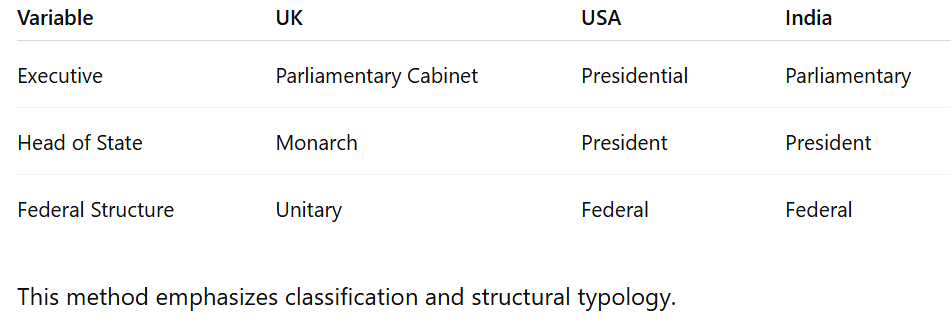 Variable UK USA India
Executive Parliamentary Cabinet Presidential Parliamentary
Head of State Monarch President President
Federal Structure Unitary Federal Federal
This method emphasizes classification and structural typology.